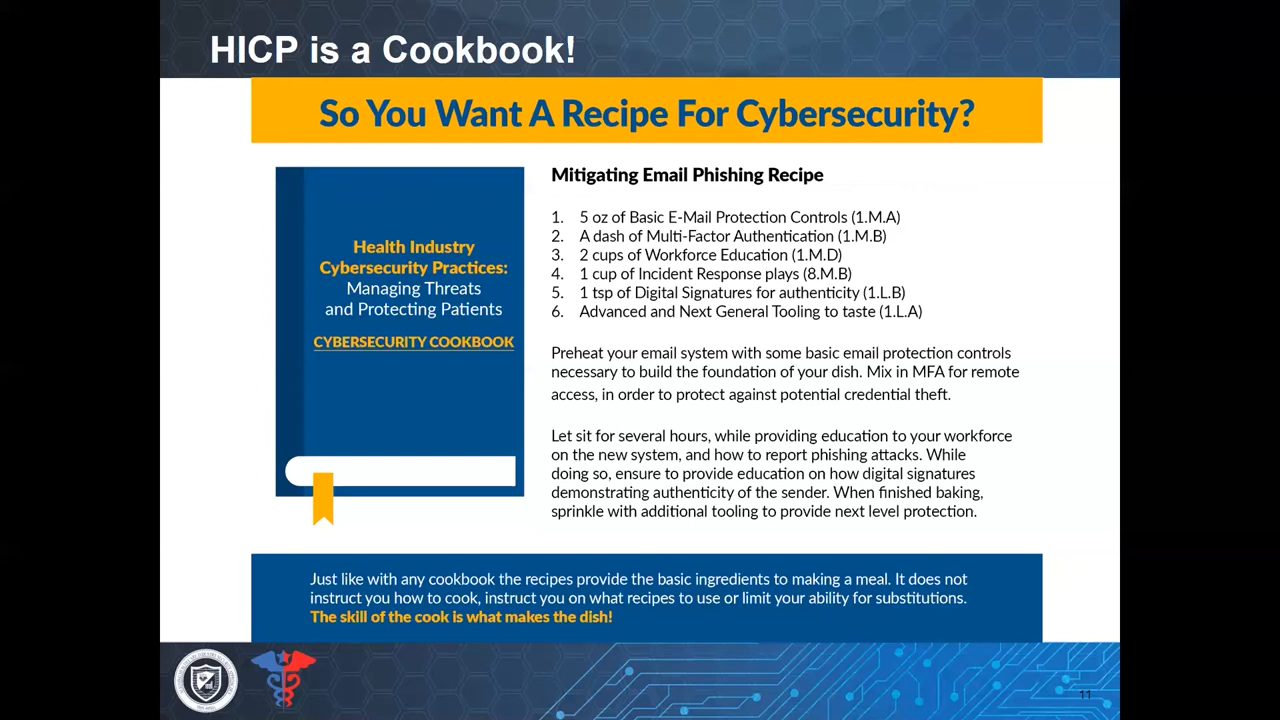 HICP is a Cookbook!
So You Want A Recipe For Cybersecurity?
Health Industry
Cybersecurity Practices:
Managing Threats
and Protecting Patients
CYBERSECURITY COOKBOOK
Mitigating Email Phishing Recipe
1. 5 oz of Basic E-Mail Protection Controls (1.M.A)
2. A dash of Multi-Factor Authentication (1.M.B)
3. 2 cups of Workforce Education (1.M.D)
4. 1 cup of Incident Response plays (8.M.B)
5. 1 tsp of Digital Signatures for authenticity (1.L.B)
6. Advanced and Next General Tooling to taste (1.L.A)
Preheat your email system with some basic email protection controls
necessary to build the foundation of your dish. Mix in MFA for remote
access, in order to protect against potential credential theft.
Let sit for several hours, while providing education to your workforce
on the new system, and how to report phishing attacks. While
doing so, ensure to provide education on how digital signatures
demonstrating authenticity of the sender. When finished baking,
sprinkle with additional tooling to provide next level protection.
Just like with any cookbook the recipes provide the basic ingredients to making a meal. It does not
instruct you how to cook, instruct you on what recipes to use or limit your ability for substitutions.
The skill of the cook is what makes the dish!
11